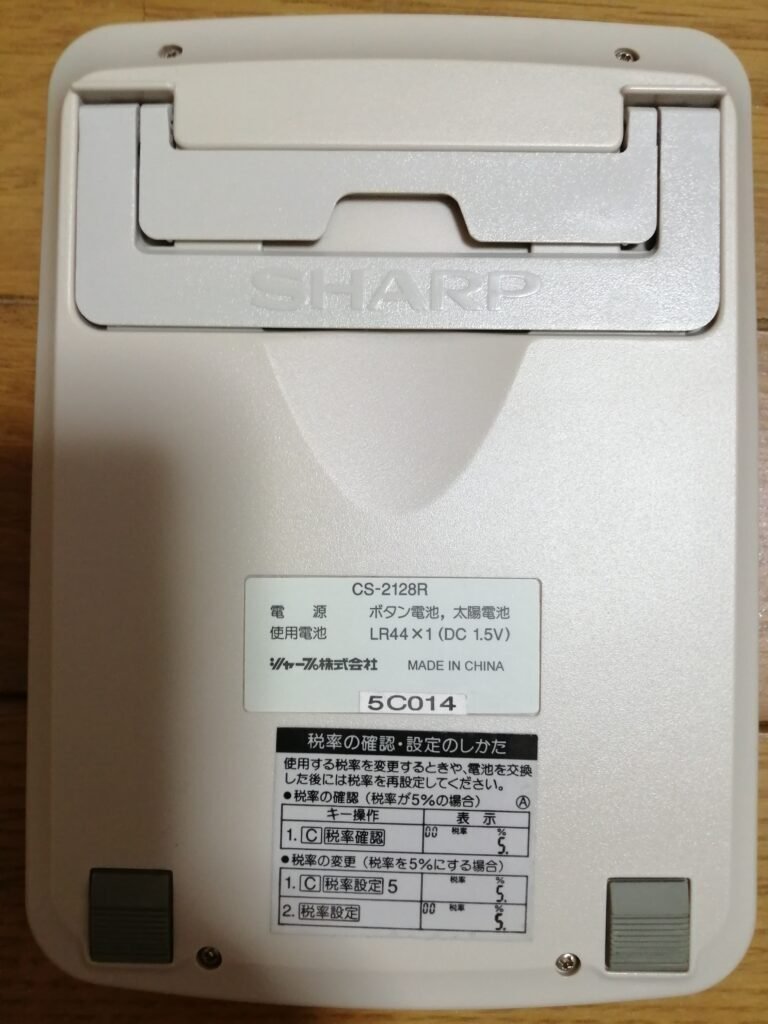 SHARP
CS-2128R
電 源 ボタン電池，太陽電池
使用電池 LR44×1 (DC 1.5V)
シャープ株式会社 MADE IN CHINA
5C014
税率の確認・設定のしかた
使用する税率を変更するときや、電池を交換
した後には税率を再設定してください。
●税率の確認（税率が5%の場合） Ⓐ
キー操作 表 示
1. C 税率確認 00 税率 % 5.
●税率の変更（税率を5%にする場合）
1. C 税率設定 5 税率 % 5.
2. 税率設定 00 税率 % 5.